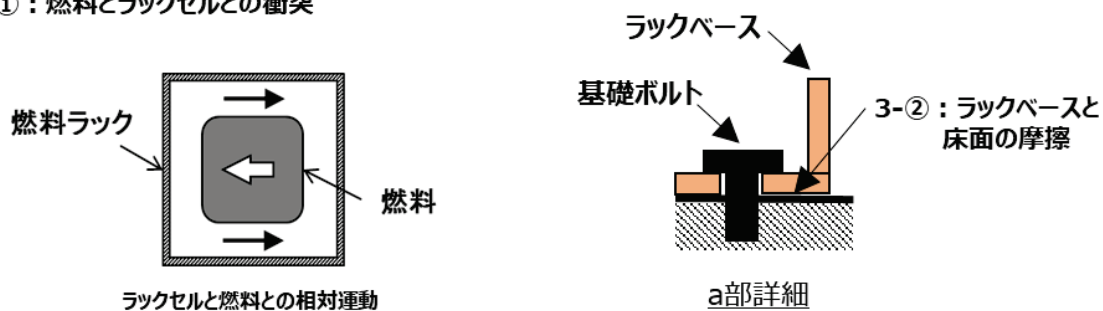 ①：燃料とラックセルとの衝突
燃料ラック
燃料
ラックセルと燃料との相対運動
ラックベース
基礎ボルト
3-②：ラックベースと
床面の摩擦
a部詳細